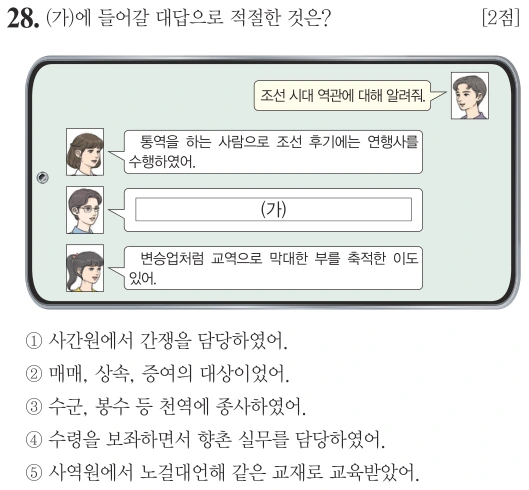 28. (가)에 들어갈 대답으로 적절한 것은? [2점]
조선 시대 역관에 대해 알려줘.
통역을 하는 사람으로 조선 후기에는 연행사를
수행하였어.
(가)
변승업처럼 교역으로 막대한 부를 축적한 이도
있어.
① 사간원에서 간쟁을 담당하였어.
② 매매, 상속, 증여의 대상이었어.
③ 수군, 봉수 등 천역에 종사하였어.
④ 수령을 보좌하면서 향촌 실무를 담당하였어.
⑤ 사역원에서 노걸대언해 같은 교재로 교육받았어.